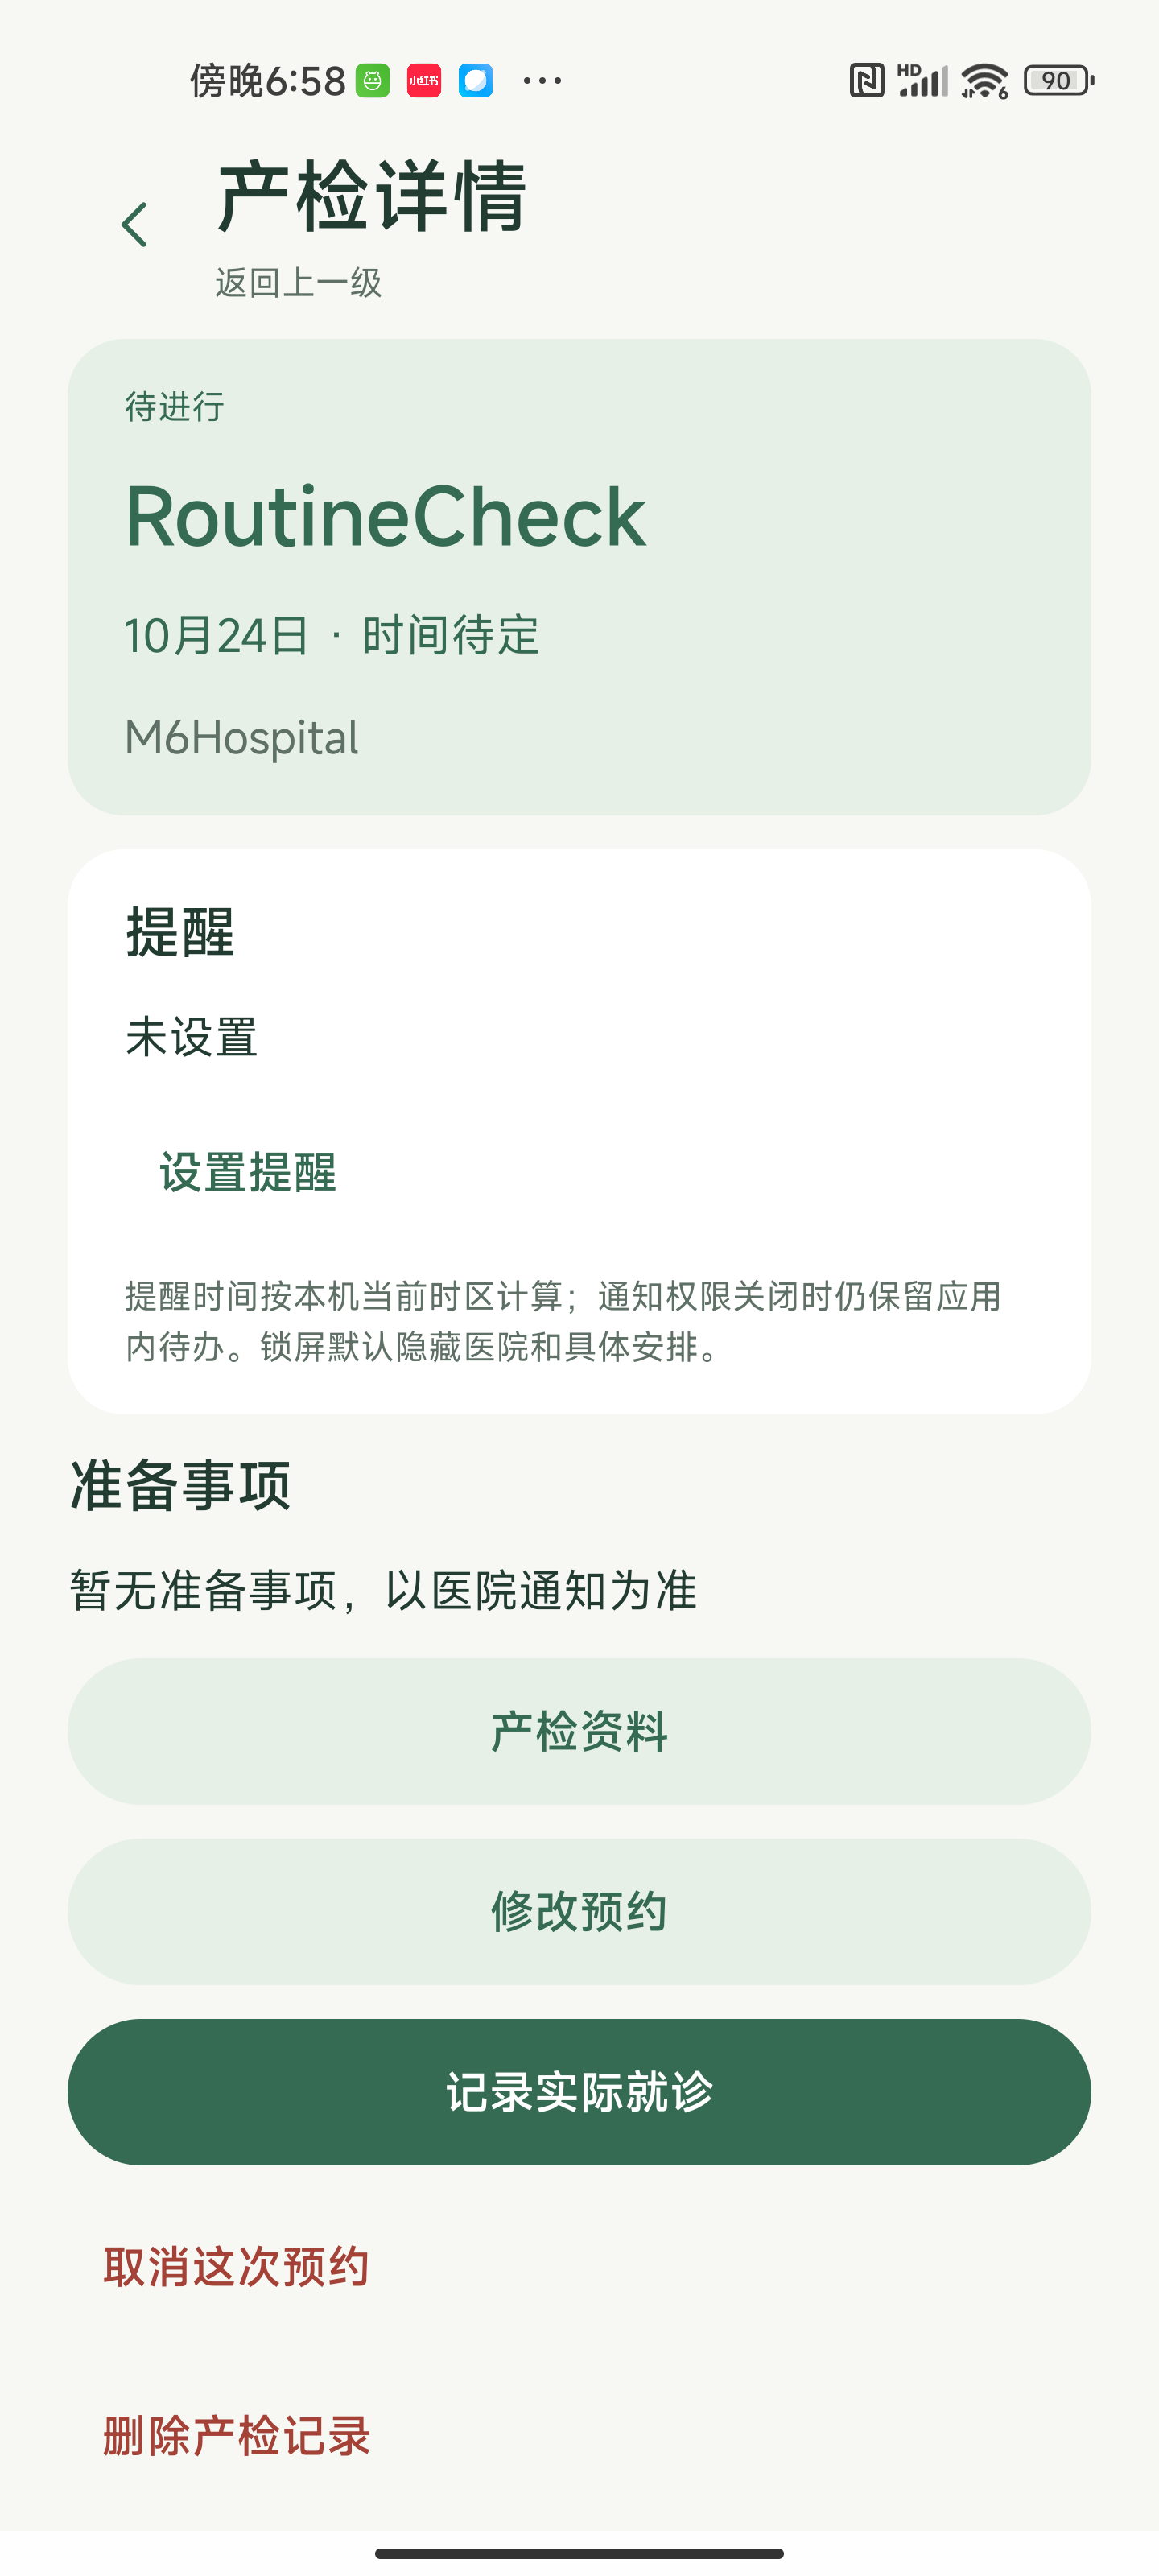 傍晚6:58
小红书
HD
6
90
产检详情
返回上一级
待进行
RoutineCheck
10月24日 · 时间待定
M6Hospital
提醒
未设置
设置提醒
提醒时间按本机当前时区计算；通知权限关闭时仍保留应用
内待办。锁屏默认隐藏医院和具体安排。
准备事项
暂无准备事项，以医院通知为准
产检资料
修改预约
记录实际就诊
取消这次预约
删除产检记录